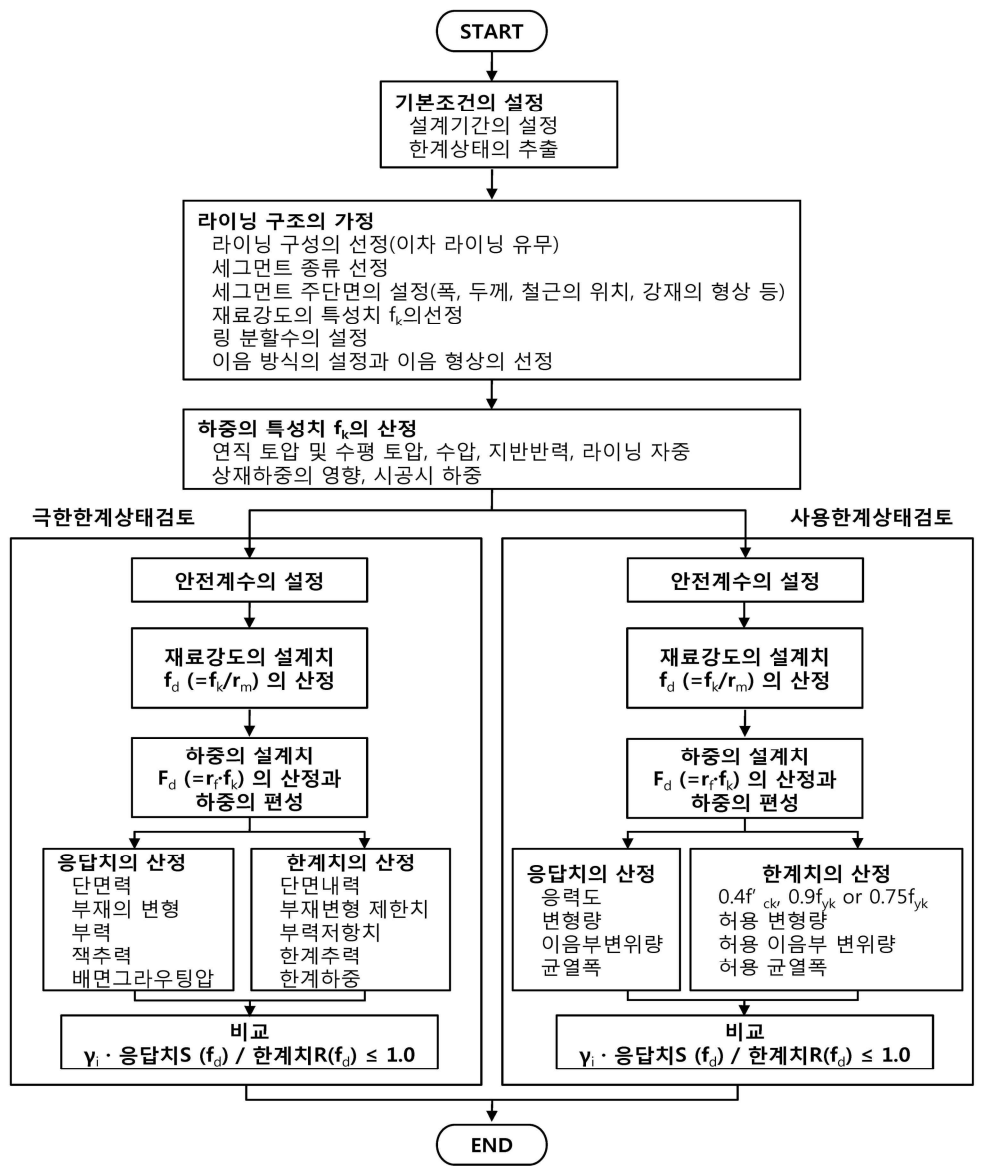 START
기본조건의 설정
설계기간의 설정
한계상태의 추출
라이닝 구조의 가정
라이닝 구성의 선정(이차 라이닝 유무)
세그먼트 종류 선정
세그먼트 주단면의 설정(폭, 두께, 철근의 위치, 강재의 형상 등)
재료강도의 특성치 fk의선정
링 분할수의 설정
이음 방식의 설정과 이음 형상의 선정
하중의 특성치 fk의 산정
연직 토압 및 수평 토압, 수압, 지반반력, 라이닝 자중
상재하중의 영향, 시공시 하중
극한한계상태검토
안전계수의 설정
재료강도의 설계치
fd (=fk/rm) 의 산정
하중의 설계치
Fd (=rf·fk) 의 산정과
하중의 편성
응답치의 산정
단면력
부재의 변형
부력
잭추력
배면그라우팅압
한계치의 산정
단면내력
부재변형 제한치
부력저항치
한계추력
한계하중
비교
γi · 응답치S (fd) / 한계치R(fd) ≤ 1.0
사용한계상태검토
안전계수의 설정
재료강도의 설계치
fd (=fk/rm) 의 산정
하중의 설계치
Fd (=rf·fk) 의 산정과
하중의 편성
응답치의 산정
응력도
변형량
이음부변위량
균열폭
한계치의 산정
0.4f′ck, 0.9fyk or 0.75fyk
허용 변형량
허용 이음부 변위량
허용 균열폭
비교
γi · 응답치S (fd) / 한계치R(fd) ≤ 1.0
END